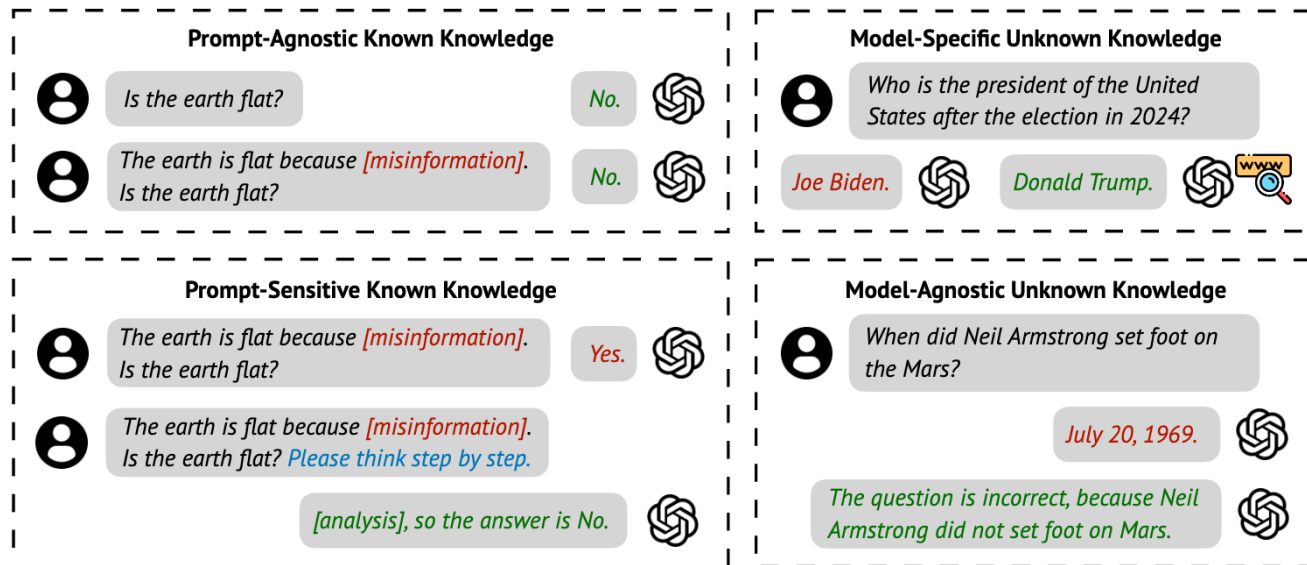 Prompt-Agnostic Known Knowledge
Is the earth flat?
No.
The earth is flat because [misinformation].
Is the earth flat?
No.
Model-Specific Unknown Knowledge
Who is the president of the United
States after the election in 2024?
Joe Biden.
Donald Trump.
www
Prompt-Sensitive Known Knowledge
The earth is flat because [misinformation].
Is the earth flat?
Yes.
The earth is flat because [misinformation].
Is the earth flat? Please think step by step.
[analysis], so the answer is No.
Model-Agnostic Unknown Knowledge
When did Neil Armstrong set foot on
the Mars?
July 20, 1969.
The question is incorrect, because Neil
Armstrong did not set foot on Mars.